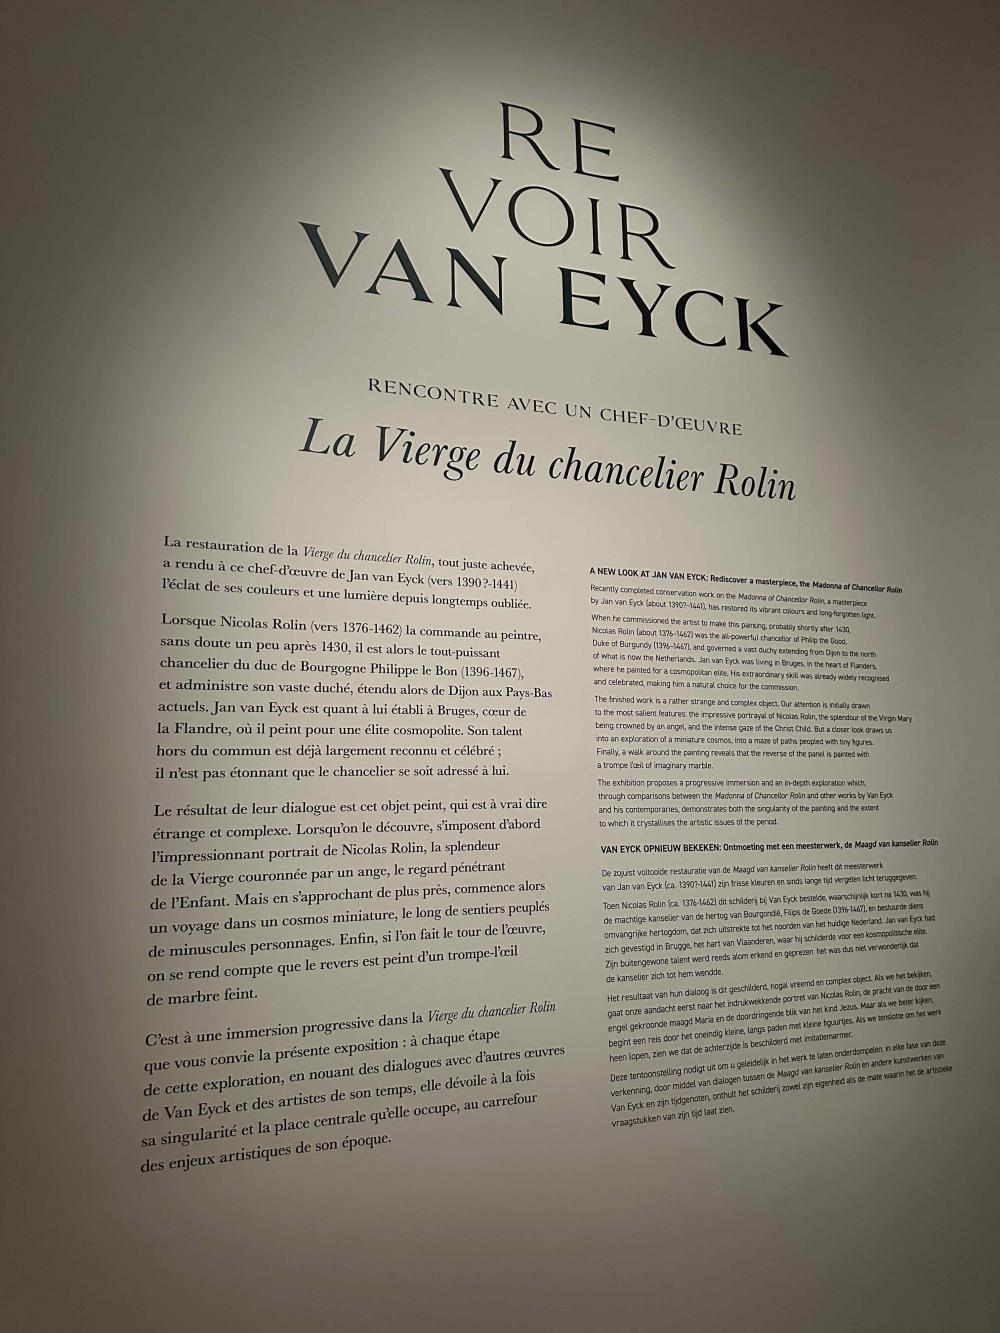 RE
VOIR
VAN EYCK
RENCONTRE AVEC UN CHEF-D'ŒUVRE
La Vierge du chancelier Rolin
La restauration de la Vierge du chancelier Rolin, tout juste achevée,
a rendu à ce chef-d'œuvre de Jan van Eyck (vers 1390?-1441)
l'éclat de ses couleurs et une lumière depuis longtemps oubliée.
Lorsque Nicolas Rolin (vers 1376-1462) la commande au peintre,
sans doute un peu après 1430, il est alors le tout-puissant
chancelier du duc de Bourgogne Philippe le Bon (1396-1467),
et administre son vaste duché, étendu alors de Dijon aux Pays-Bas
actuels. Jan van Eyck est quant à lui établi à Bruges, cœur de
la Flandre, où il peint pour une élite cosmopolite. Son talent
hors du commun est déjà largement reconnu et célébré ;
il n'est pas étonnant que le chancelier se soit adressé à lui.
Le résultat de leur dialogue est cet objet peint, qui est à vrai dire
étrange et complexe. Lorsqu'on le découvre, s'imposent d'abord
l'impressionnant portrait de Nicolas Rolin, la splendeur
de la Vierge couronnée par un ange, le regard pénétrant
de l'Enfant. Mais en s'approchant de plus près, commence alors
un voyage dans un cosmos miniature, le long de sentiers peuplés
de minuscules personnages. Enfin, si l'on fait le tour de l'œuvre,
on se rend compte que le revers est peint d'un trompe-l'œil
de marbre feint.
C'est à une immersion progressive dans la Vierge du chancelier Rolin
que vous convie la présente exposition : à chaque étape
de cette exploration, en nouant des dialogues avec d'autres œuvres
de Van Eyck et des artistes de son temps, elle dévoile à la fois
sa singularité et la place centrale qu'elle occupe, au carrefour
des enjeux artistiques de son époque.
A NEW LOOK AT JAN VAN EYCK: Rediscover a masterpiece, the Madonna of Chancellor Rolin
Recently completed conservation work on the Madonna of Chancellor Rolin, a masterpiece
by Jan van Eyck (about 1390?-1441), has restored its vibrant colours and long-forgotten light.
When he commissioned the artist to make this painting, probably shortly after 1430,
Nicolas Rolin (about 1376-1462) was the all-powerful chancellor of Philip the Good,
Duke of Burgundy (1396-1467), and governed a vast duchy extending from Dijon to the north
of what is now the Netherlands. Jan van Eyck was living in Bruges, in the heart of Flanders,
where he painted for a cosmopolitan elite. His extraordinary skill was already widely recognised
and celebrated, making him a natural choice for the commission.
The finished work is a rather strange and complex object. Our attention is initially drawn
to the most salient features: the impressive portrayal of Nicolas Rolin, the splendour of the Virgin Mary
being crowned by an angel, and the intense gaze of the Christ Child. But a closer look draws us
into an exploration of a miniature cosmos, into a maze of paths peopled with tiny figures.
Finally, a walk around the painting reveals that the reverse of the panel is painted with
a trompe l'œil of imaginary marble.
The exhibition proposes a progressive immersion and an in-depth exploration which,
through comparisons between the Madonna of Chancellor Rolin and other works by Van Eyck
and his contemporaries, demonstrates both the singularity of the painting and the extent
to which it crystallises the artistic issues of the period.
VAN EYCK OPNIEUW BEKEKEN: Ontmoeting met een meesterwerk, de Maagd van kanselier Rolin
De zojuist voltooide restauratie van de Maagd van kanselier Rolin heeft dit meesterwerk
van Jan van Eyck (ca. 1390?-1441) zijn frisse kleuren en sinds lange tijd vergeten licht teruggegeven.
Toen Nicolas Rolin (ca. 1376-1462) dit schilderij bij Van Eyck bestelde, waarschijnlijk kort na 1430, was hij
de machtige kanselier van de hertog van Bourgondië, Filips de Goede (1396-1467), en bestuurde diens
omvangrijke hertogdom, dat zich uitstrekte tot het noorden van het huidige Nederland. Jan van Eyck had
zich gevestigd in Brugge, het hart van Vlaanderen, waar hij schilderde voor een kosmopolitische elite.
Zijn buitengewone talent werd reeds alom erkend en geprezen het was dus niet verwonderlijk dat
de kanselier zich tot hem wendde.
Het resultaat van hun dialoog is dit geschilderd, nogal vreemd en complex object. Als we het bekijken,
gaat onze aandacht eerst naar het indrukwekkende portret van Nicolas Rolin, de pracht van de door een
engel gekroonde maagd Maria en de doordringende blik van het kind Jezus. Maar als we beter kijken,
begint een reis door het oneindig kleine, langs paden met kleine figuurtjes. Als we tenslotte om het werk
heen lopen, zien we dat de achterzijde is beschilderd met imitatiemarmer.
Deze tentoonstelling nodigt uit om u geleidelijk in het werk te laten onderdompelen: in elke fase van deze
verkenning, door middel van dialogen tussen de Maagd van kanselier Rolin en andere kunstwerken van
Van Eyck en zijn tijdgenoten, onthult het schilderij zowel zijn eigenheid als de mate waarin het de artistieke
vraagstukken van zijn tijd laat zien.